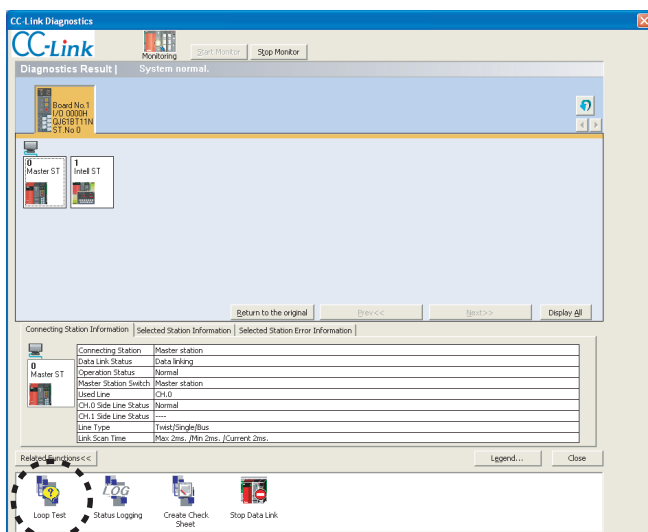 CC-Link Diagnostics
CC-Link
Monitoring
Start Monitor
Stop Monitor
Diagnostics Result | System normal.
Board No.1
I/O 0000H
QJ61BT11N
ST.No 0
0
Master ST
1
Intell ST
Return to the original
Prev<<
Next>>
Display All
Connecting Station Information
Selected Station Information
Selected Station Error Information
0
Master ST
Connecting Station Master station
Data Link Status Data linking
Operation Status Normal
Master Station Switch Master station
Used Line CH.0
CH.0 Side Line Status Normal
CH.1 Side Line Status ----
Line Type Twist/Single/Bus
Link Scan Time Max 2ms. /Min 2ms. /Current 2ms.
Related Functions<<
Legend...
Close
LOG
Loop Test
Status Logging
Create Check
Sheet
Stop Data Link